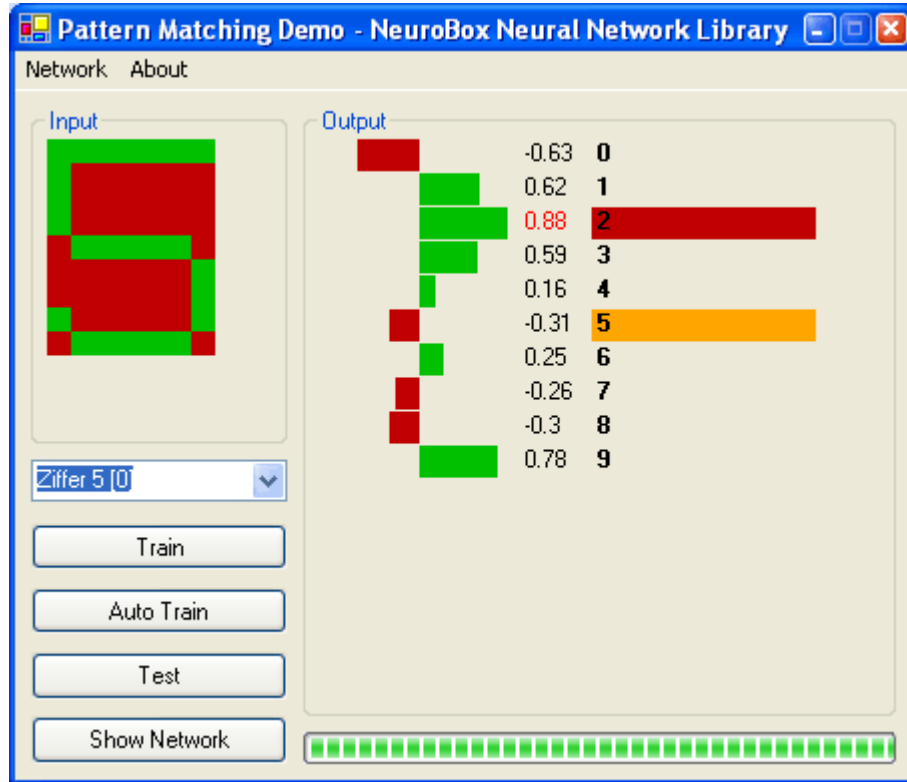 Pattern Matching Demo - NeuroBox Neural Network Library
Network About
Input
Output
-0.63 0
0.62 1
0.88 2
0.59 3
0.16 4
-0.31 5
0.25 6
-0.26 7
-0.3 8
0.78 9
Ziffer 5 [0]
Train
Auto Train
Test
Show Network